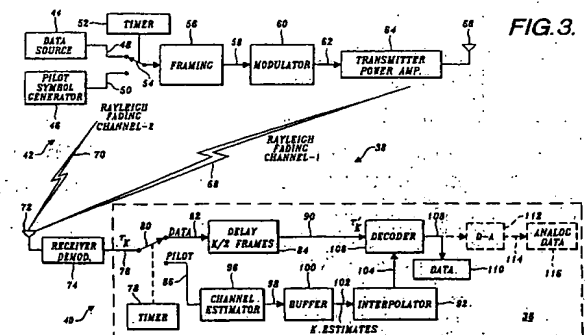 FIG.3.
44
DATA SOURCE
48
52
TIMER
54
56
FRAMING
58
60
MODULATOR
62
64
TRANSMITTER POWER AMP.
66
PILOT SYMBOL GENERATOR
50
46
RAYLEIGH FADING CHANNEL-2
42
70
RAYLEIGH FADING CHANNEL-1
68
38
72
RECEIVER DEMOD.
74
76
80
DATA
82
DELAY K/2 FRAMES
84
90
DECODER
108
D-A
112
114
ANALOG DATA
116
DATA
110
PILOT
86
78
TIMER
CHANNEL ESTIMATOR
96
98
BUFFER
100
102
K ESTIMATES
INTERPOLATOR
92
104
40